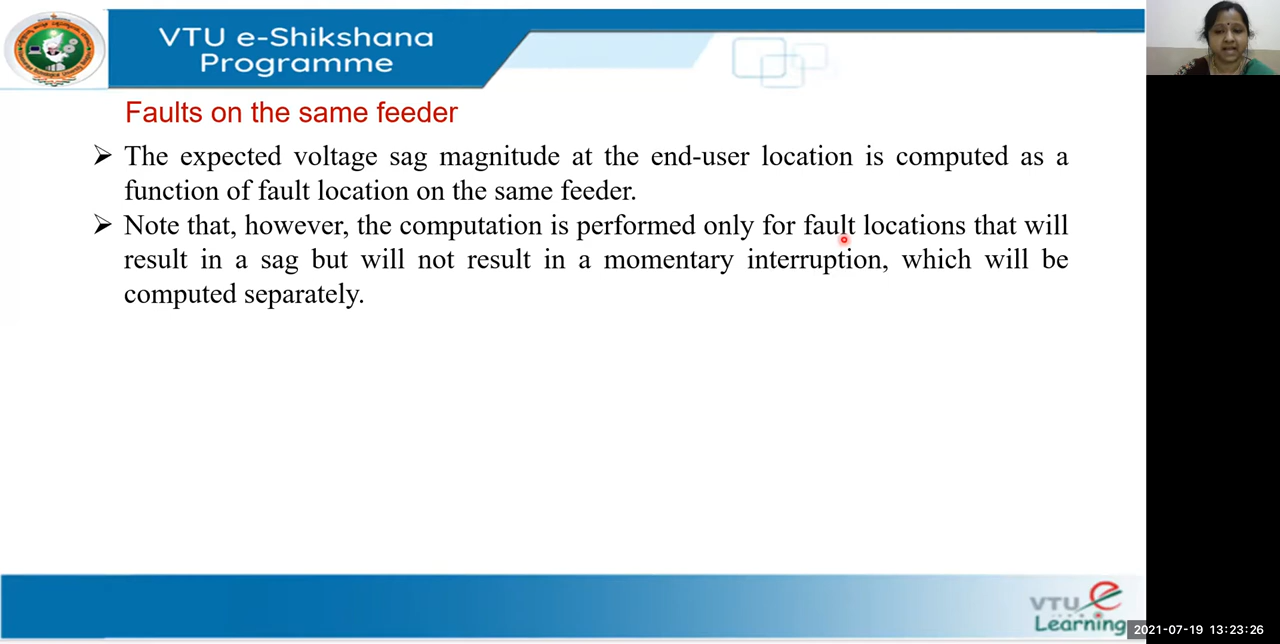 VTU e-Shikshana
Programme
Faults on the same feeder
➢ The expected voltage sag magnitude at the end-user location is computed as a
function of fault location on the same feeder.
➢ Note that, however, the computation is performed only for fault locations that will
result in a sag but will not result in a momentary interruption, which will be
computed separately.
VTU e
Learning
2021-07-19 13:23:26